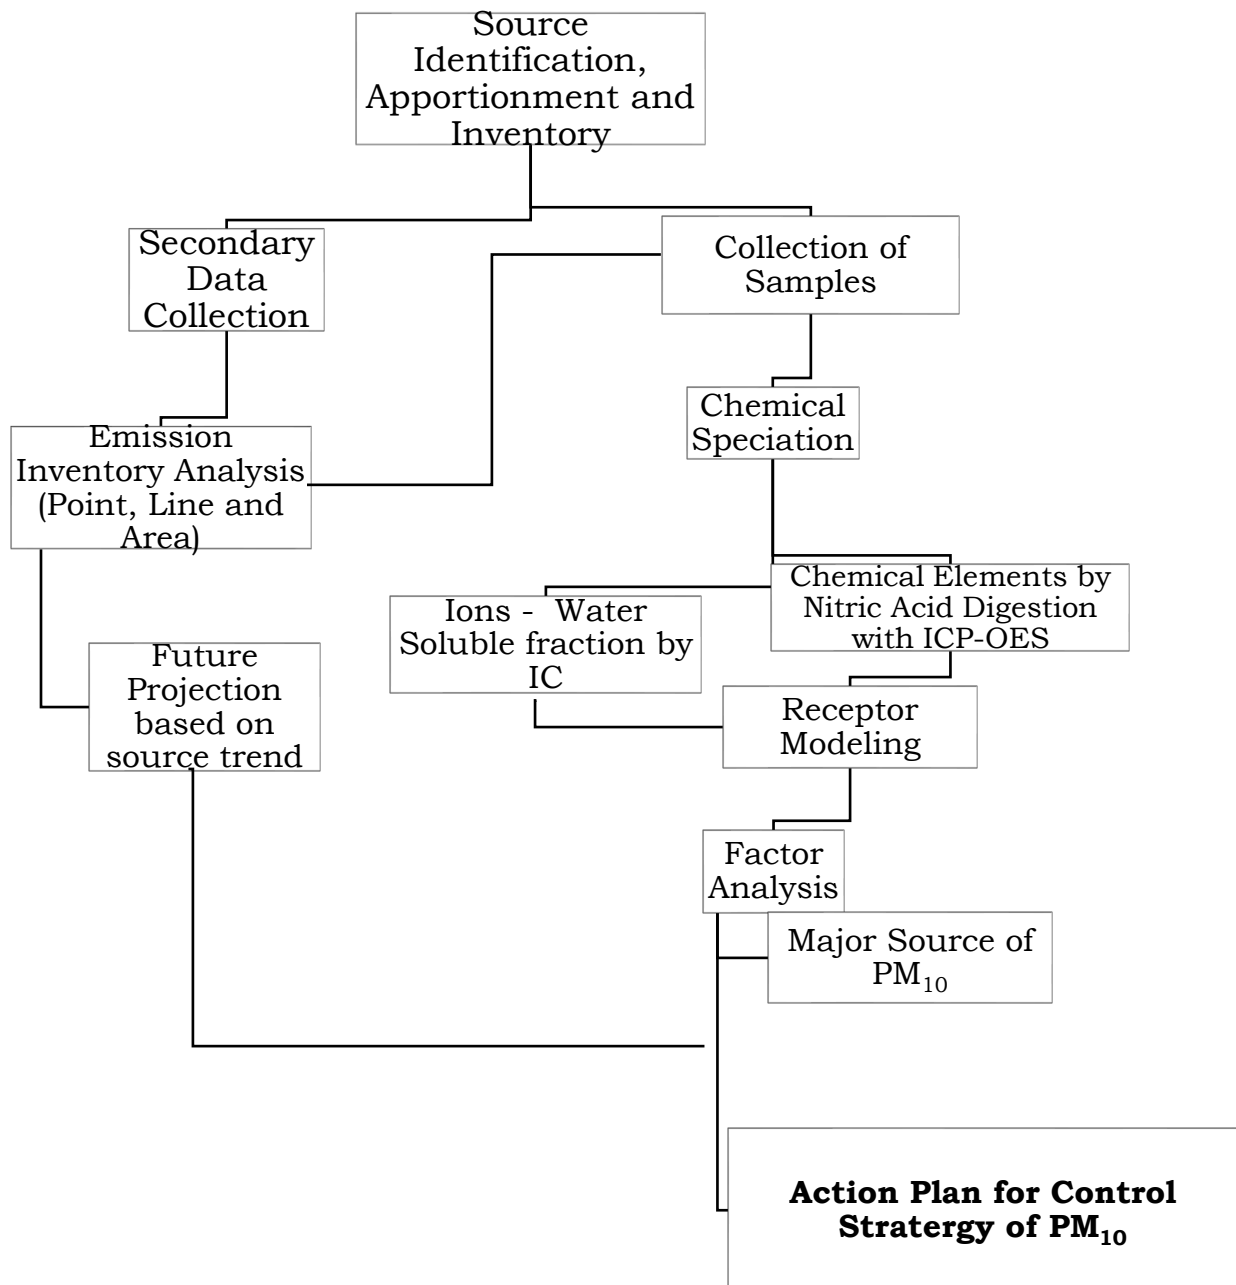 Source
Identification,
Apportionment and
Inventory
Secondary
Data
Collection
Collection of
Samples
Emission
Inventory Analysis
(Point, Line and
Area)
Chemical
Speciation
Ions - Water
Soluble fraction by
IC
Chemical Elements by
Nitric Acid Digestion
with ICP-OES
Future
Projection
based on
source trend
Receptor
Modeling
Factor
Analysis
Major Source of
PM₁₀
Action Plan for Control
Stratergy of PM₁₀